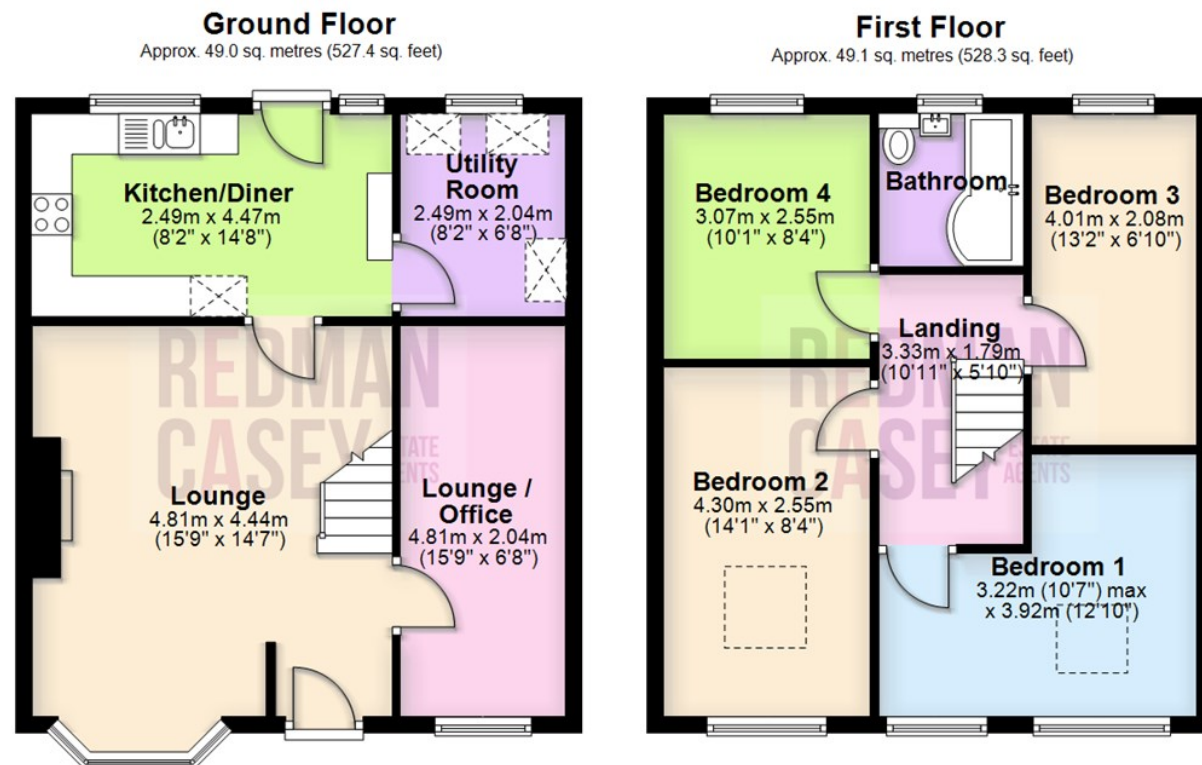 Ground Floor
Approx. 49.0 sq. metres (527.4 sq. feet)
Kitchen/Diner
2.49m x 4.47m
(8'2" x 14'8")
Utility
Room
2.49m x 2.04m
(8'2" x 6'8")
Lounge
4.81m x 4.44m
(15'9" x 14'7")
Lounge /
Office
4.81m x 2.04m
(15'9" x 6'8")
REDMAN
CASEY ESTATE
AGENTS
First Floor
Approx. 49.1 sq. metres (528.3 sq. feet)
Bedroom 4
3.07m x 2.55m
(10'1" x 8'4")
Bathroom
Bedroom 3
4.01m x 2.08m
(13'2" x 6'10")
Landing
3.33m x 1.79m
(10'11" x 5'10")
Bedroom 2
4.30m x 2.55m
(14'1" x 8'4")
Bedroom 1
3.22m (10'7") max
x 3.92m (12'10")
REDMAN
CASEY ESTATE
AGENTS